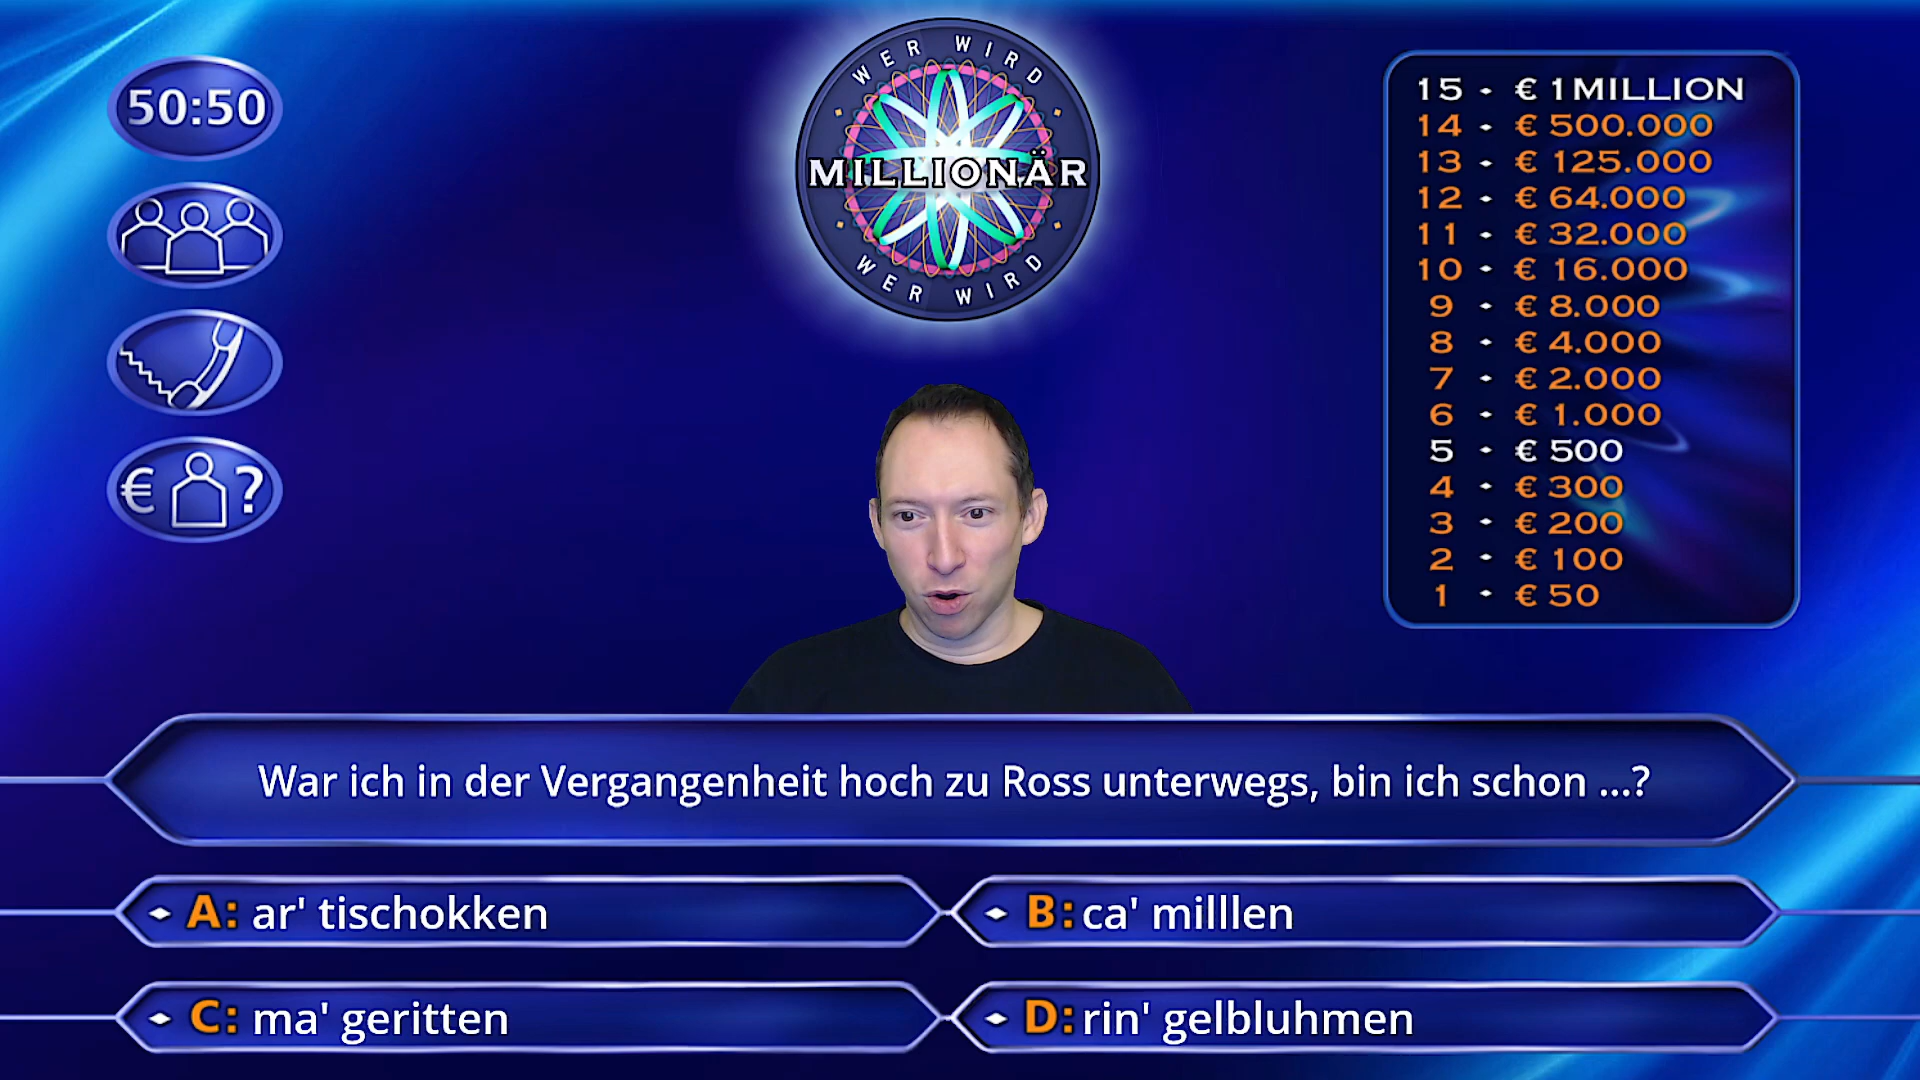 50:50
€ ?
WER WIRD
MILLIONÄR
WER WIRD
15 - € 1 MILLION
14 - € 500.000
13 - € 125.000
12 - € 64.000
11 - € 32.000
10 - € 16.000
9 - € 8.000
8 - € 4.000
7 - € 2.000
6 - € 1.000
5 - € 500
4 - € 300
3 - € 200
2 - € 100
1 - € 50
War ich in der Vergangenheit hoch zu Ross unterwegs, bin ich schon ...?
A: ar' tischokken
B: ca' milllen
C: ma' geritten
D: rin' gelbluhmen